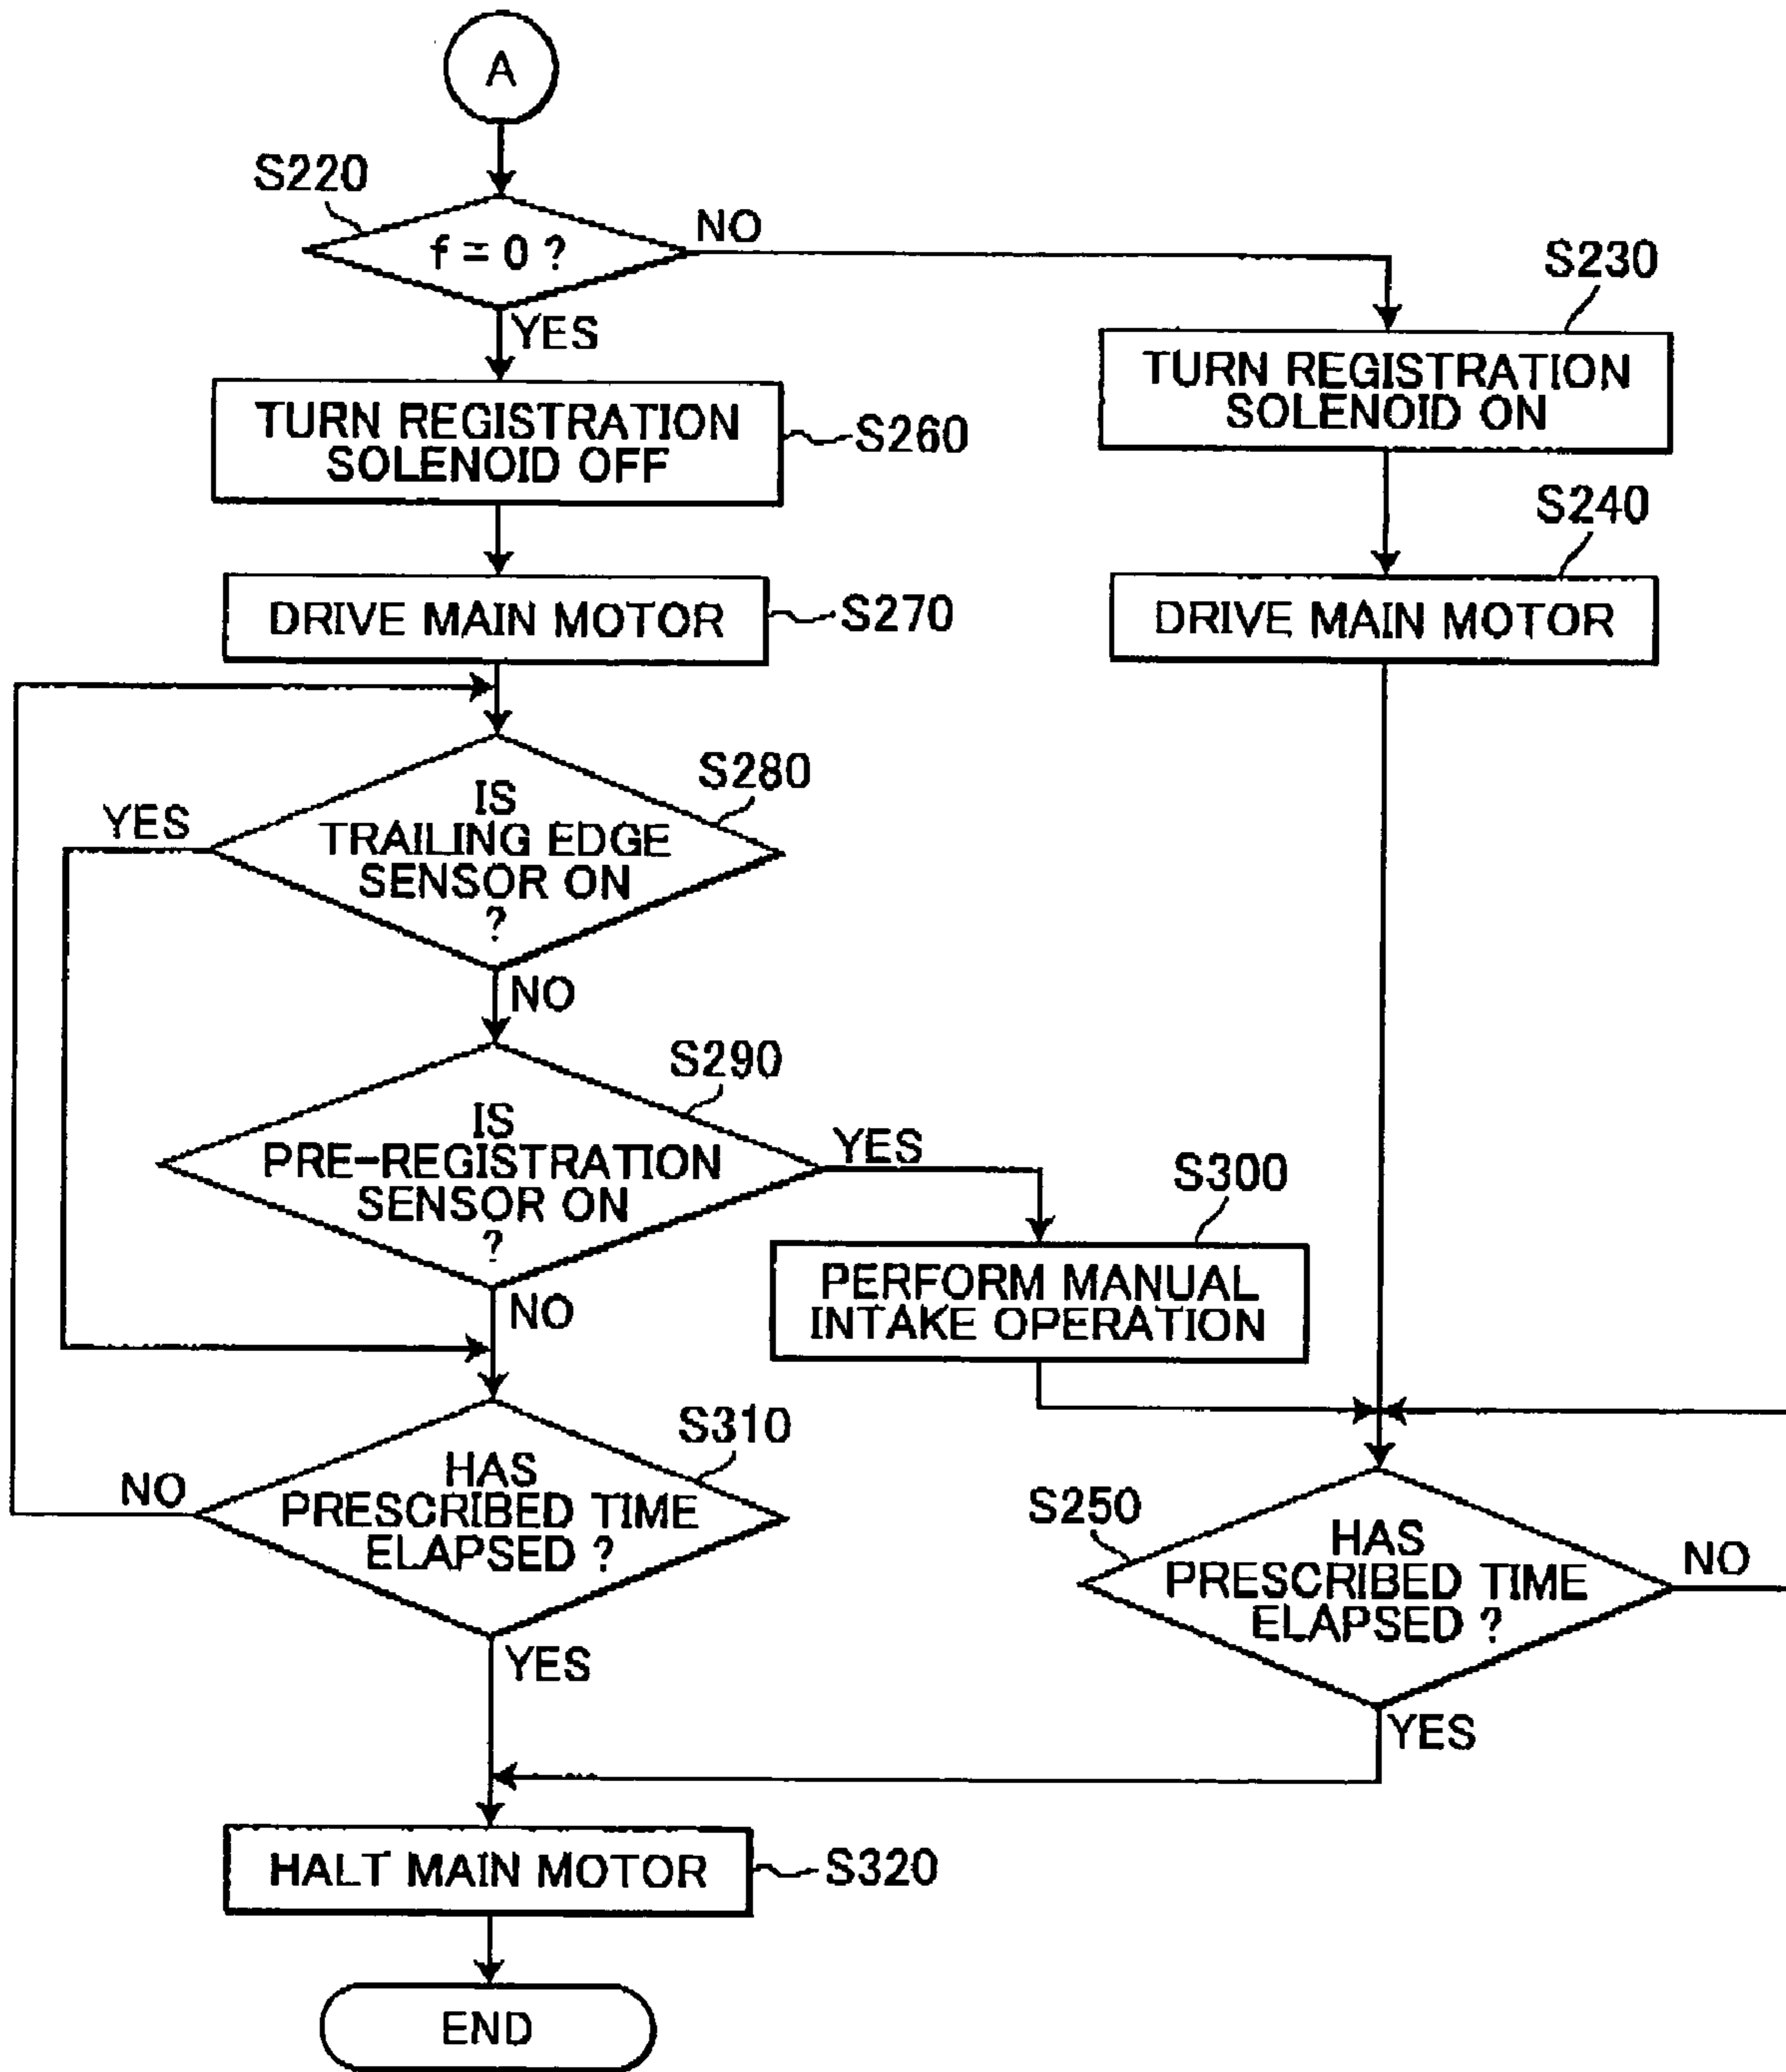 A
S220
f = 0 ?
NO
YES
S230
TURN REGISTRATION
SOLENOID ON
TURN REGISTRATION
SOLENOID OFF
S260
S240
DRIVE MAIN MOTOR
DRIVE MAIN MOTOR
S270
S280
YES
IS
TRAILING EDGE
SENSOR ON
?
NO
S290
IS
PRE-REGISTRATION
SENSOR ON
?
YES
NO
S300
PERFORM MANUAL
INTAKE OPERATION
S310
NO
HAS
PRESCRIBED TIME
ELAPSED ?
YES
S250
HAS
PRESCRIBED TIME
ELAPSED ?
NO
YES
HALT MAIN MOTOR
S320
END